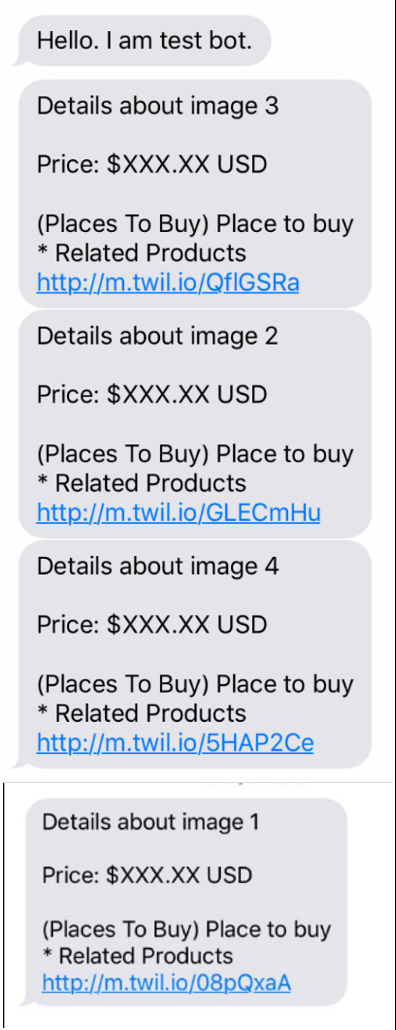 Hello. I am test bot.
Details about image 3
Price: $XXX.XX USD
(Places To Buy) Place to buy
* Related Products
http://m.twil.io/QflGSRa
Details about image 2
Price: $XXX.XX USD
(Places To Buy) Place to buy
* Related Products
http://m.twil.io/GLECmHu
Details about image 4
Price: $XXX.XX USD
(Places To Buy) Place to buy
* Related Products
http://m.twil.io/5HAP2Ce
Details about image 1
Price: $XXX.XX USD
(Places To Buy) Place to buy
* Related Products
http://m.twil.io/08pQxaA